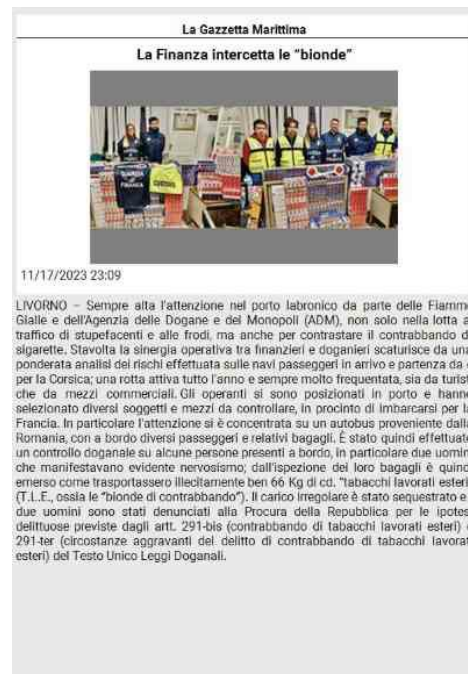 La Gazzetta Marittima
La Finanza intercetta le “bionde”
GUARDIA
FINANZA
CUSTOMS
11/17/2023 23:09
LIVORNO – Sempre alta l'attenzione nel porto labronico da parte delle Fiamme
Gialle e dell'Agenzia delle Dogane e dei Monopoli (ADM), non solo nella lotta a
traffico di stupefacenti e alle frodi, ma anche per contrastare il contrabbando d
sigarette. Stavolta la sinergia operativa tra finanzieri e doganieri scaturisce da una
ponderata analisi dei rischi effettuata sulle navi passeggeri in arrivo e partenza da
per la Corsica; una rotta attiva tutto l'anno e sempre molto frequentata, sia da turist
che da mezzi commerciali. Gli operanti si sono posizionati in porto e hanno
selezionato diversi soggetti e mezzi da controllare, in procinto di imbarcarsi per la
Francia. In particolare l'attenzione si è concentrata su un autobus proveniente dalla
Romania, con a bordo diversi passeggeri e relativi bagagli. È stato quindi effettuato
un controllo doganale su alcune persone presenti a bordo, in particolare due uomin
che manifestavano evidente nervosismo; dall'ispezione dei loro bagagli è quind
emerso come trasportassero illecitamente ben 66 Kg di cd. “tabacchi lavorati esteri
(T.L.E., ossia le “bionde di contrabbando”). Il carico irregolare è stato sequestrato e
due uomini sono stati denunciati alla Procura della Repubblica per le ipotes
delittuose previste dagli artt. 291-bis (contrabbando di tabacchi lavorati esteri)
291-ter (circostanze aggravanti del delitto di contrabbando di tabacchi lavorat
esteri) del Testo Unico Leggi Doganali.